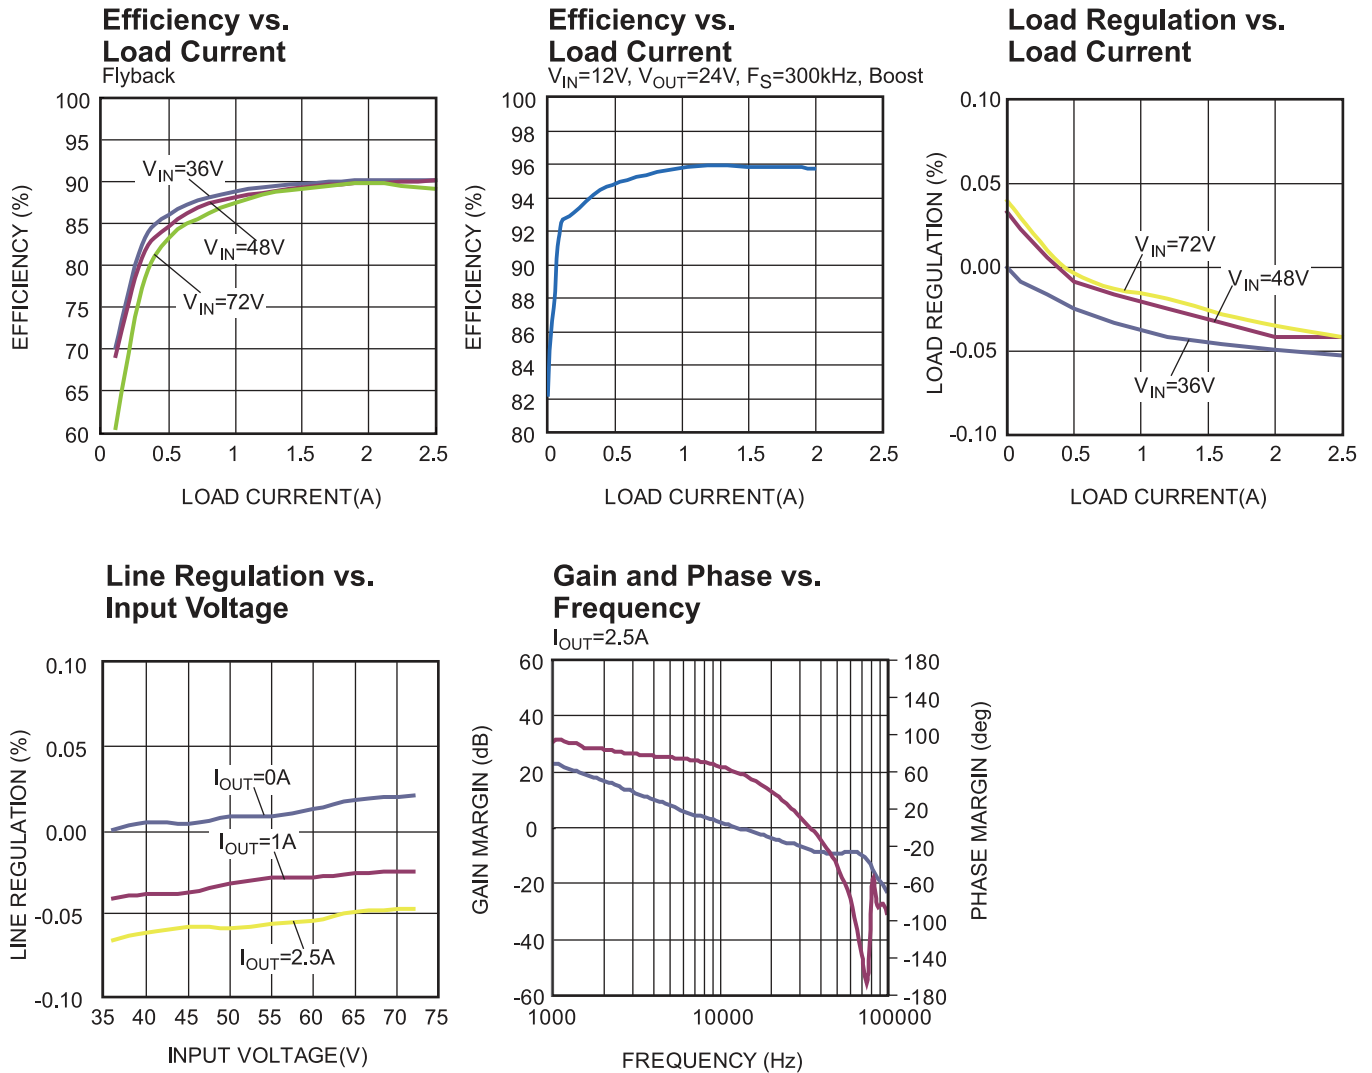 Efficiency vs.
Load Current
Flyback
EFFICIENCY (%)
100
95
90
85
80
75
70
65
60
VIN=36V
VIN=48V
VIN=72V
0 0.5 1 1.5 2 2.5
LOAD CURRENT(A)
Efficiency vs.
Load Current
VIN=12V, VOUT=24V, FS=300kHz, Boost
EFFICIENCY (%)
100
98
96
94
92
90
88
86
84
82
80
0 0.5 1 1.5 2 2.5
LOAD CURRENT(A)
Load Regulation vs.
Load Current
LOAD REGULATION (%)
0.10
0.05
0.00
-0.05
-0.10
VIN=72V
VIN=48V
VIN=36V
0 0.5 1 1.5 2 2.5
LOAD CURRENT(A)
Line Regulation vs.
Input Voltage
LINE REGULATION (%)
0.10
0.05
0.00
-0.05
-0.10
IOUT=0A
IOUT=1A
IOUT=2.5A
35 40 45 50 55 60 65 70 75
INPUT VOLTAGE(V)
Gain and Phase vs.
Frequency
IOUT=2.5A
GAIN MARGIN (dB)
60
40
20
0
-20
-40
-60
180
140
100
60
20
-20
-60
-100
-140
-180
PHASE MARGIN (deg)
1000 10000 100000
FREQUENCY (Hz)